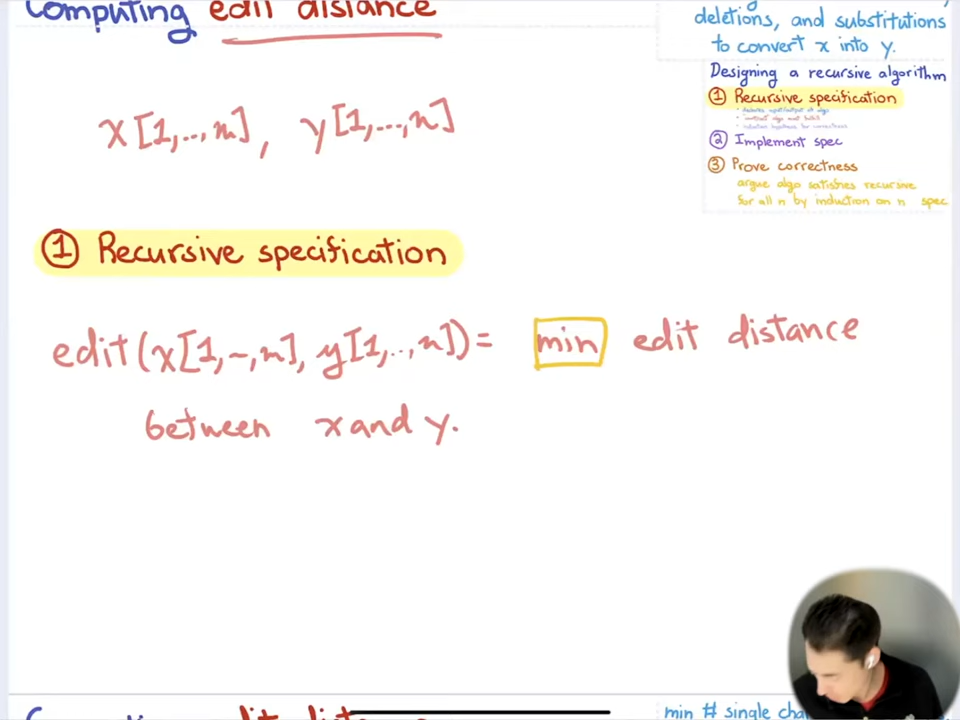 Computing edit distance
deletions, and substitutions
to convert x into y.
Designing a recursive algorithm
① Recursive specification
② Implement spec
③ Prove correctness
argue algo satisfies recursive
for all n by induction on n spec
x[1,..,m], y[1,...,n]
① Recursive specification
edit(x[1,~,m], y[1,..,n]) = min edit distance
between x and y.
min # single